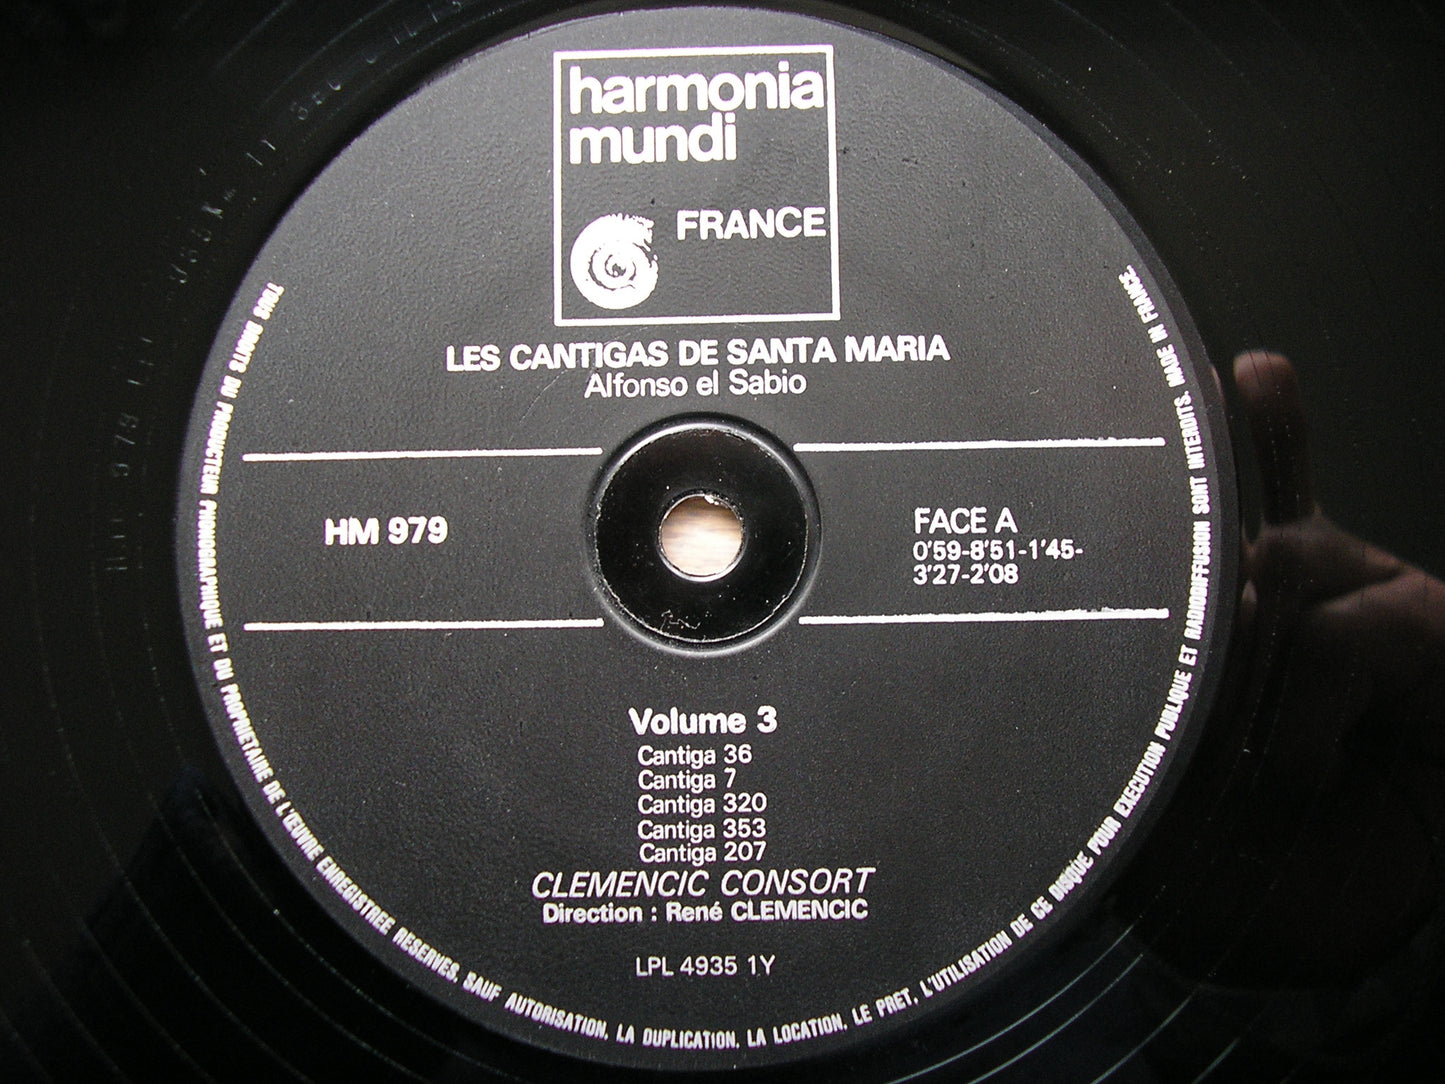 harmonia
mundi
FRANCE
LES CANTIGAS DE SANTA MARIA
Alfonso el Sabio
HM 979
FACE A
0'59-8'51-1'45-
3'27-2'08
Volume 3
Cantiga 36
Cantiga 7
Cantiga 320
Cantiga 353
Cantiga 207
CLEMENCIC CONSORT
Direction : René CLEMENCIC
LPL 4935 1Y
TOUS DROITS DU PRODUCTEUR PHONOGRAPHIQUE ET DU PROPRIETAIRE DE L'ŒUVRE ENREGISTREE RESERVES. SAUF AUTORISATION, LA DUPLICATION, LA LOCATION, LE PRET, L'UTILISATION DE CE DISQUE POUR EXECUTION PUBLIQUE ET RADIODIFFUSION SONT INTERDITS. MADE IN FRANCE.